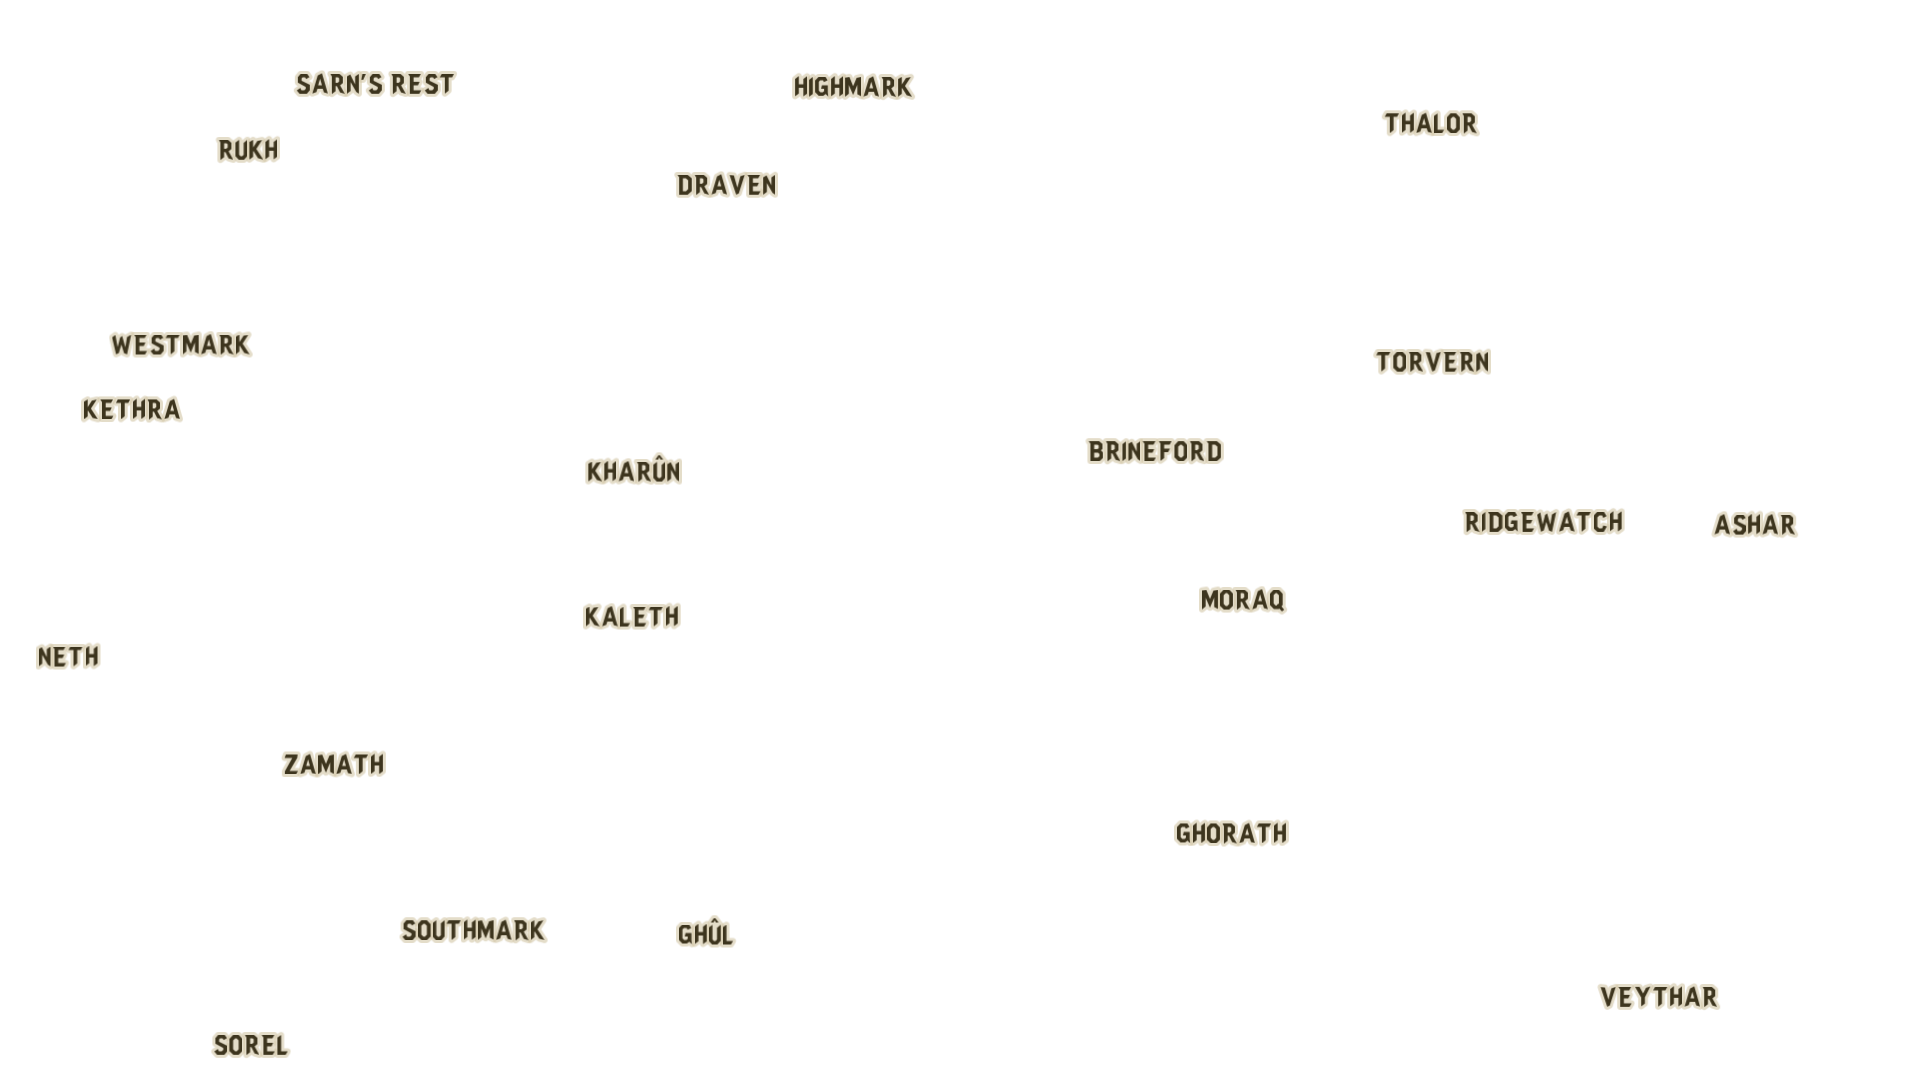 SARN'S REST
HIGHMARK
THALOR
RUKH
DRAVEN
WESTMARK
TORVERN
KETHRA
BRINEFORD
KHARÛN
RIDGEWATCH
ASHAR
MORAQ
KALETH
NETH
ZAMATH
GHORATH
SOUTHMARK
GHÛL
VEYTHAR
SOREL